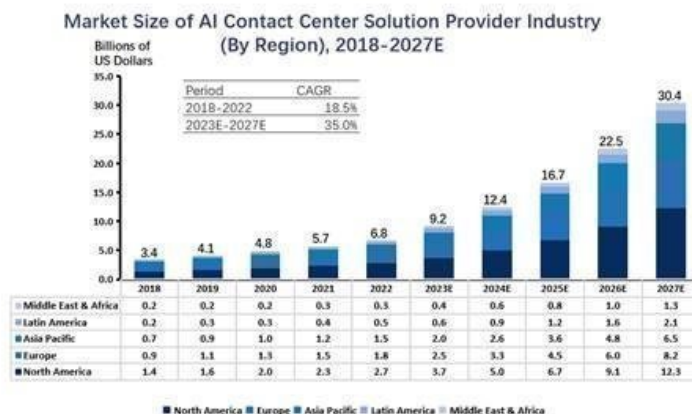 Market Size of AI Contact Center Solution Provider Industry
(By Region), 2018-2027E
Billions of
US Dollars
35.0
30.0
25.0
20.0
15.0
10.0
5.0
0.0
Period CAGR
2018-2022 18.5%
2023E-2027E 35.0%
3.4 4.1 4.8 5.7 6.8 9.2 12.4 16.7 22.5 30.4
2018 2019 2020 2021 2022 2023E 2024E 2025E 2026E 2027E
Middle East & Africa 0.2 0.2 0.2 0.3 0.3 0.4 0.6 0.8 1.0 1.3
Latin America 0.2 0.3 0.3 0.4 0.5 0.6 0.9 1.2 1.6 2.1
Asia Pacific 0.7 0.9 1.0 1.2 1.5 2.0 2.6 3.6 4.8 6.5
Europe 0.9 1.1 1.3 1.5 1.8 2.5 3.3 4.5 6.0 8.2
North America 1.4 1.6 2.0 2.3 2.7 3.7 5.0 6.7 9.1 12.3
North America Europe Asia Pacific Latin America Middle East & Africa